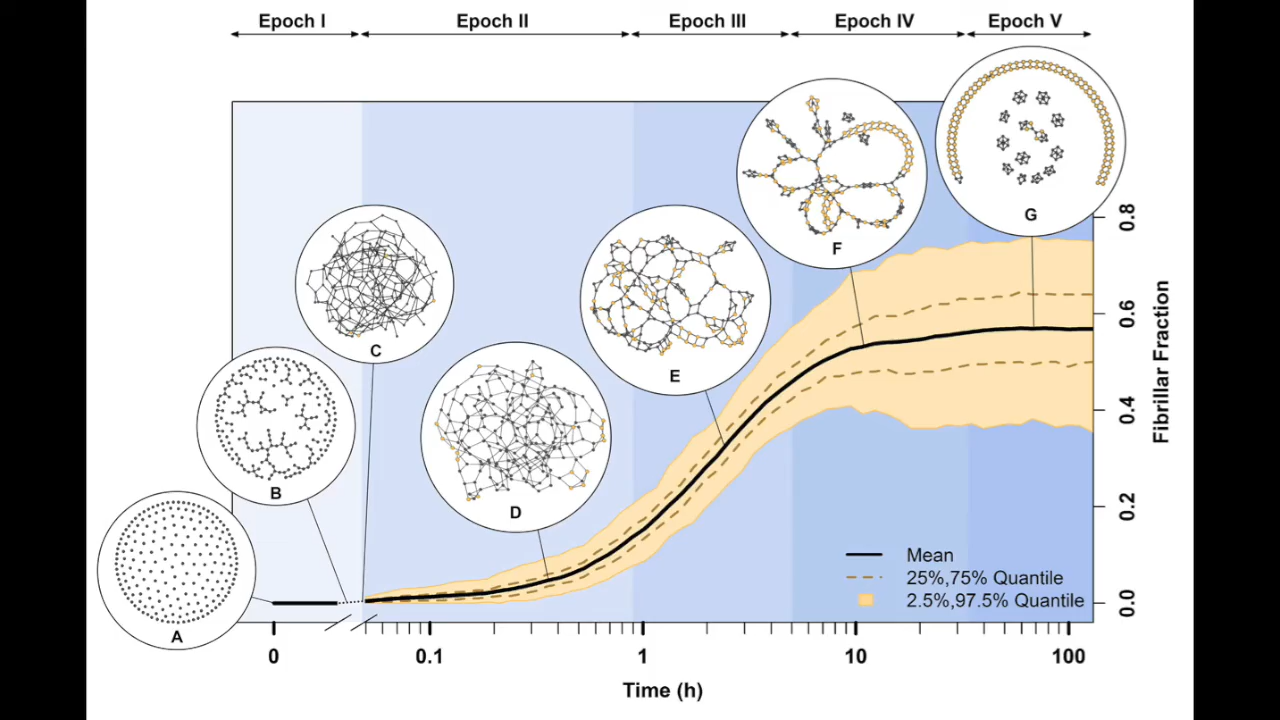 Epoch I
Epoch II
Epoch III
Epoch IV
Epoch V
A
B
C
D
E
F
G
0.0
0.2
0.4
0.6
0.8
Fibrillar Fraction
Mean
25%,75% Quantile
2.5%,97.5% Quantile
0
0.1
1
10
100
Time (h)